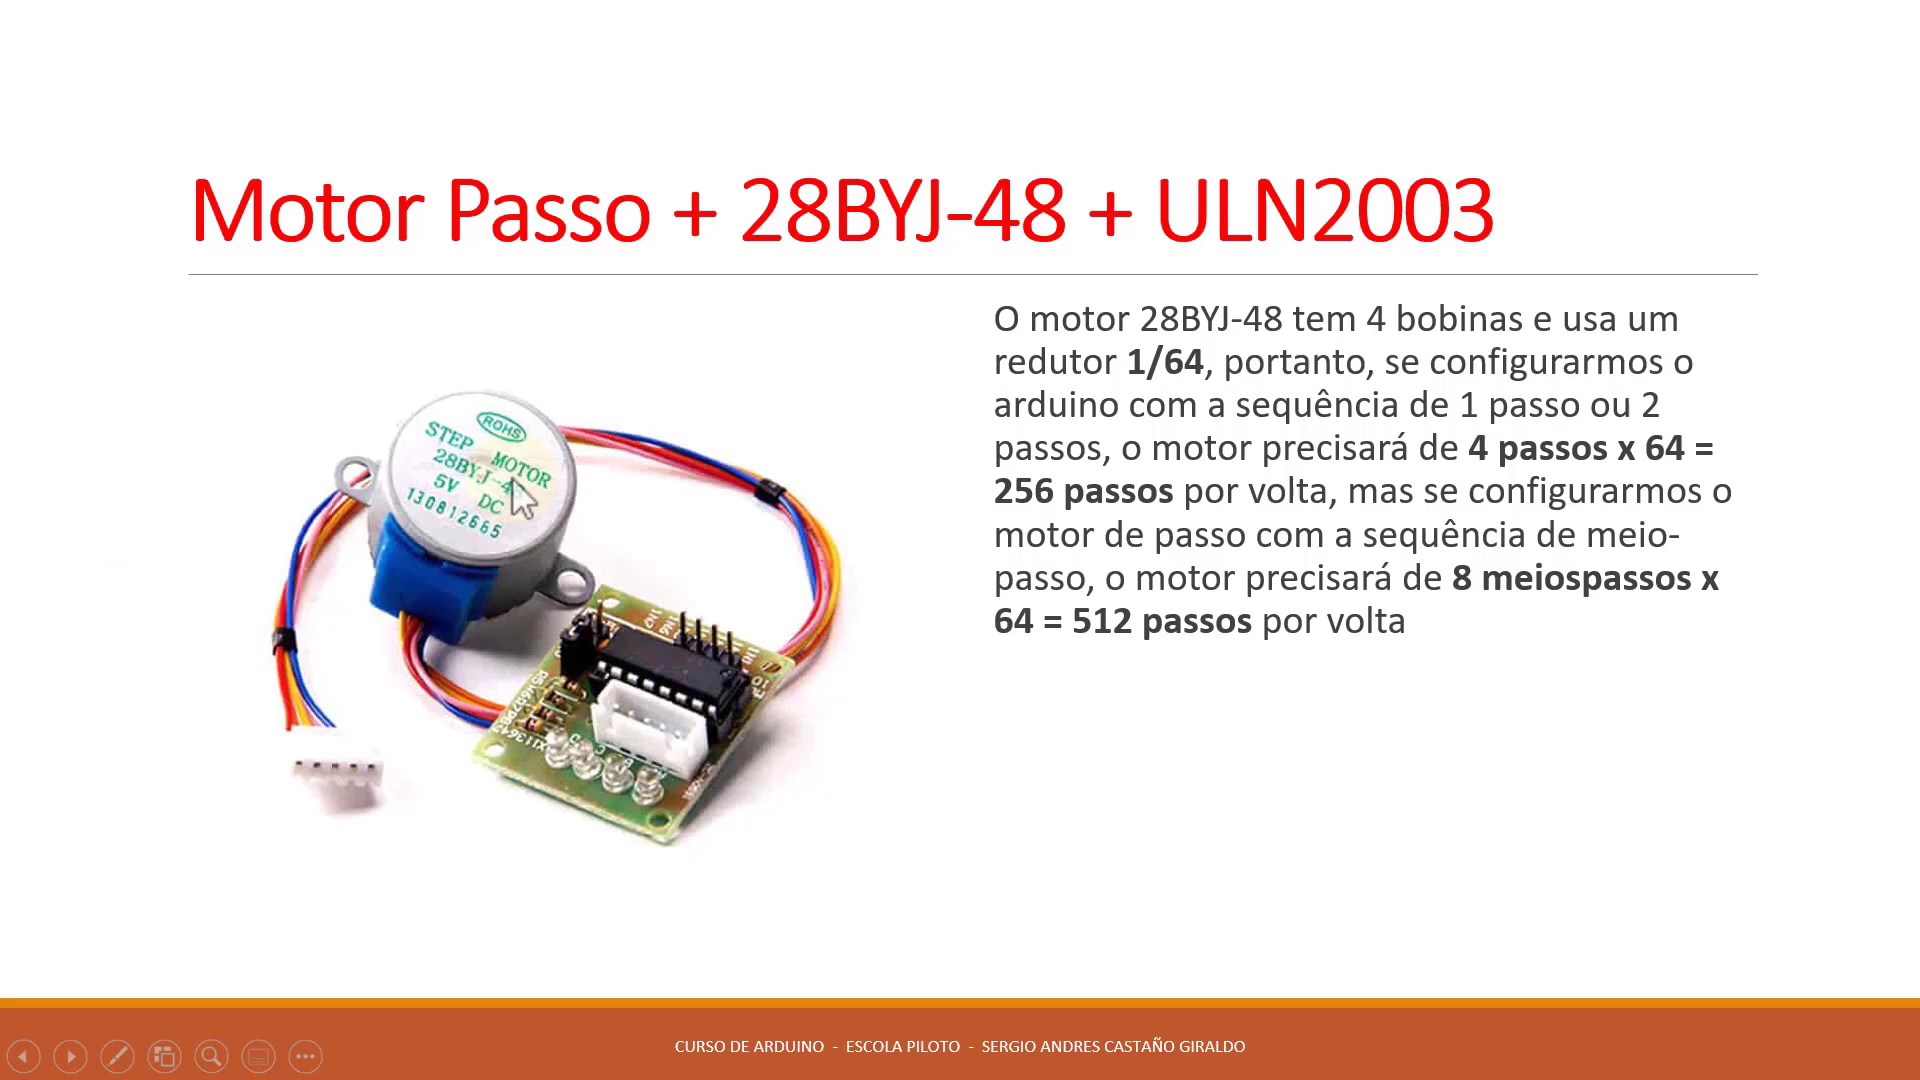 Motor Passo + 28BYJ-48 + ULN2003
O motor 28BYJ-48 tem 4 bobinas e usa um
redutor 1/64, portanto, se configurarmos o
arduino com a sequência de 1 passo ou 2
passos, o motor precisará de 4 passos x 64 =
256 passos por volta, mas se configurarmos o
motor de passo com a sequência de meio-
passo, o motor precisará de 8 meiospassos x
64 = 512 passos por volta
ROHS
STEP MOTOR
28BYJ-4
5V DC
130812665
CURSO DE ARDUINO - ESCOLA PILOTO - SERGIO ANDRES CASTAÑO GIRALDO